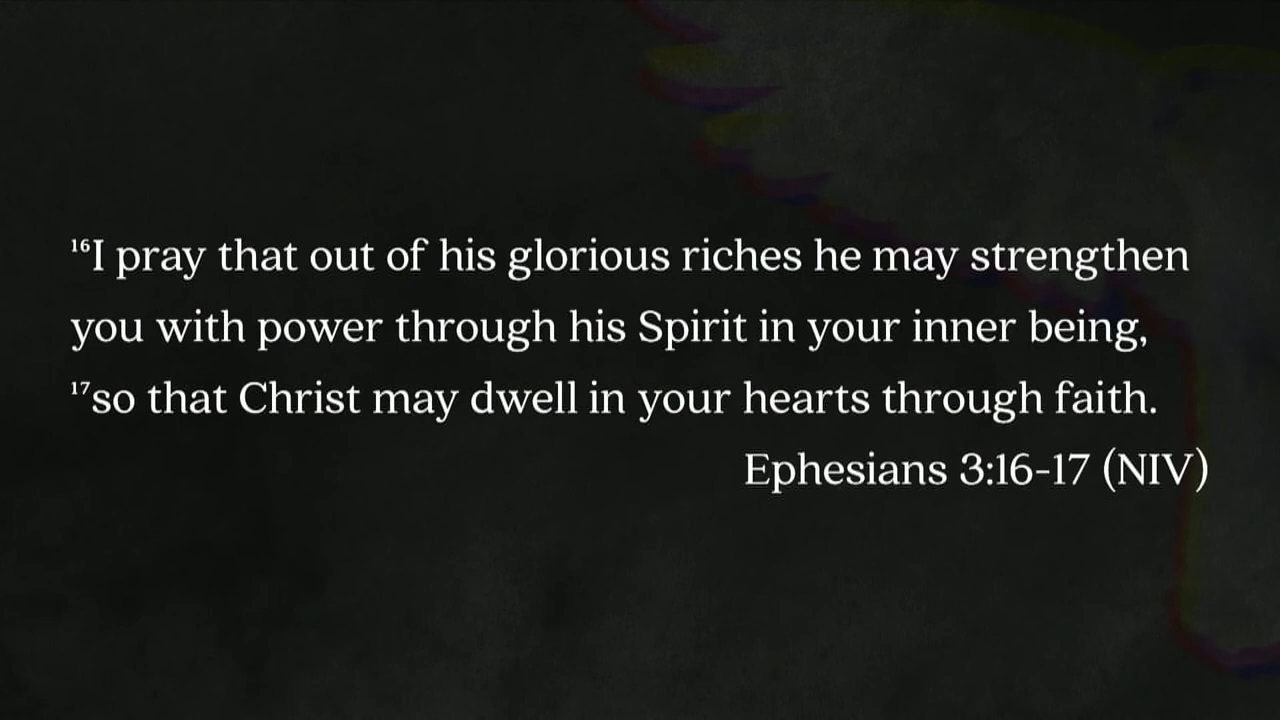 ¹⁶I pray that out of his glorious riches he may strengthen
you with power through his Spirit in your inner being,
¹⁷so that Christ may dwell in your hearts through faith.
Ephesians 3:16-17 (NIV)